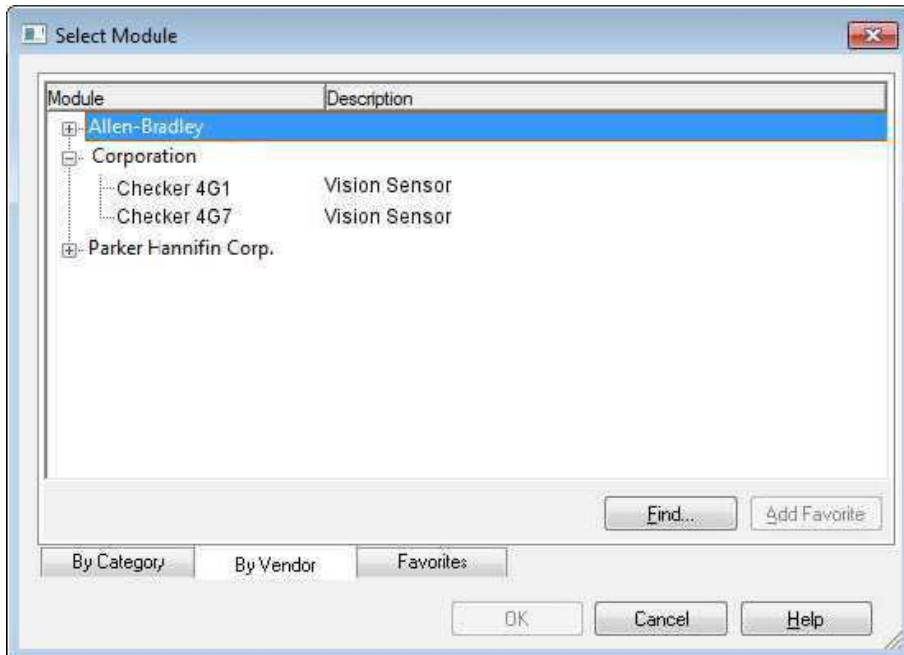 Select Module
Module Description
Allen-Bradley
Corporation
Checker 4G1 Vision Sensor
Checker 4G7 Vision Sensor
Parker Hannifin Corp.
Find... Add Favorite
By Category By Vendor Favorites
OK Cancel Help